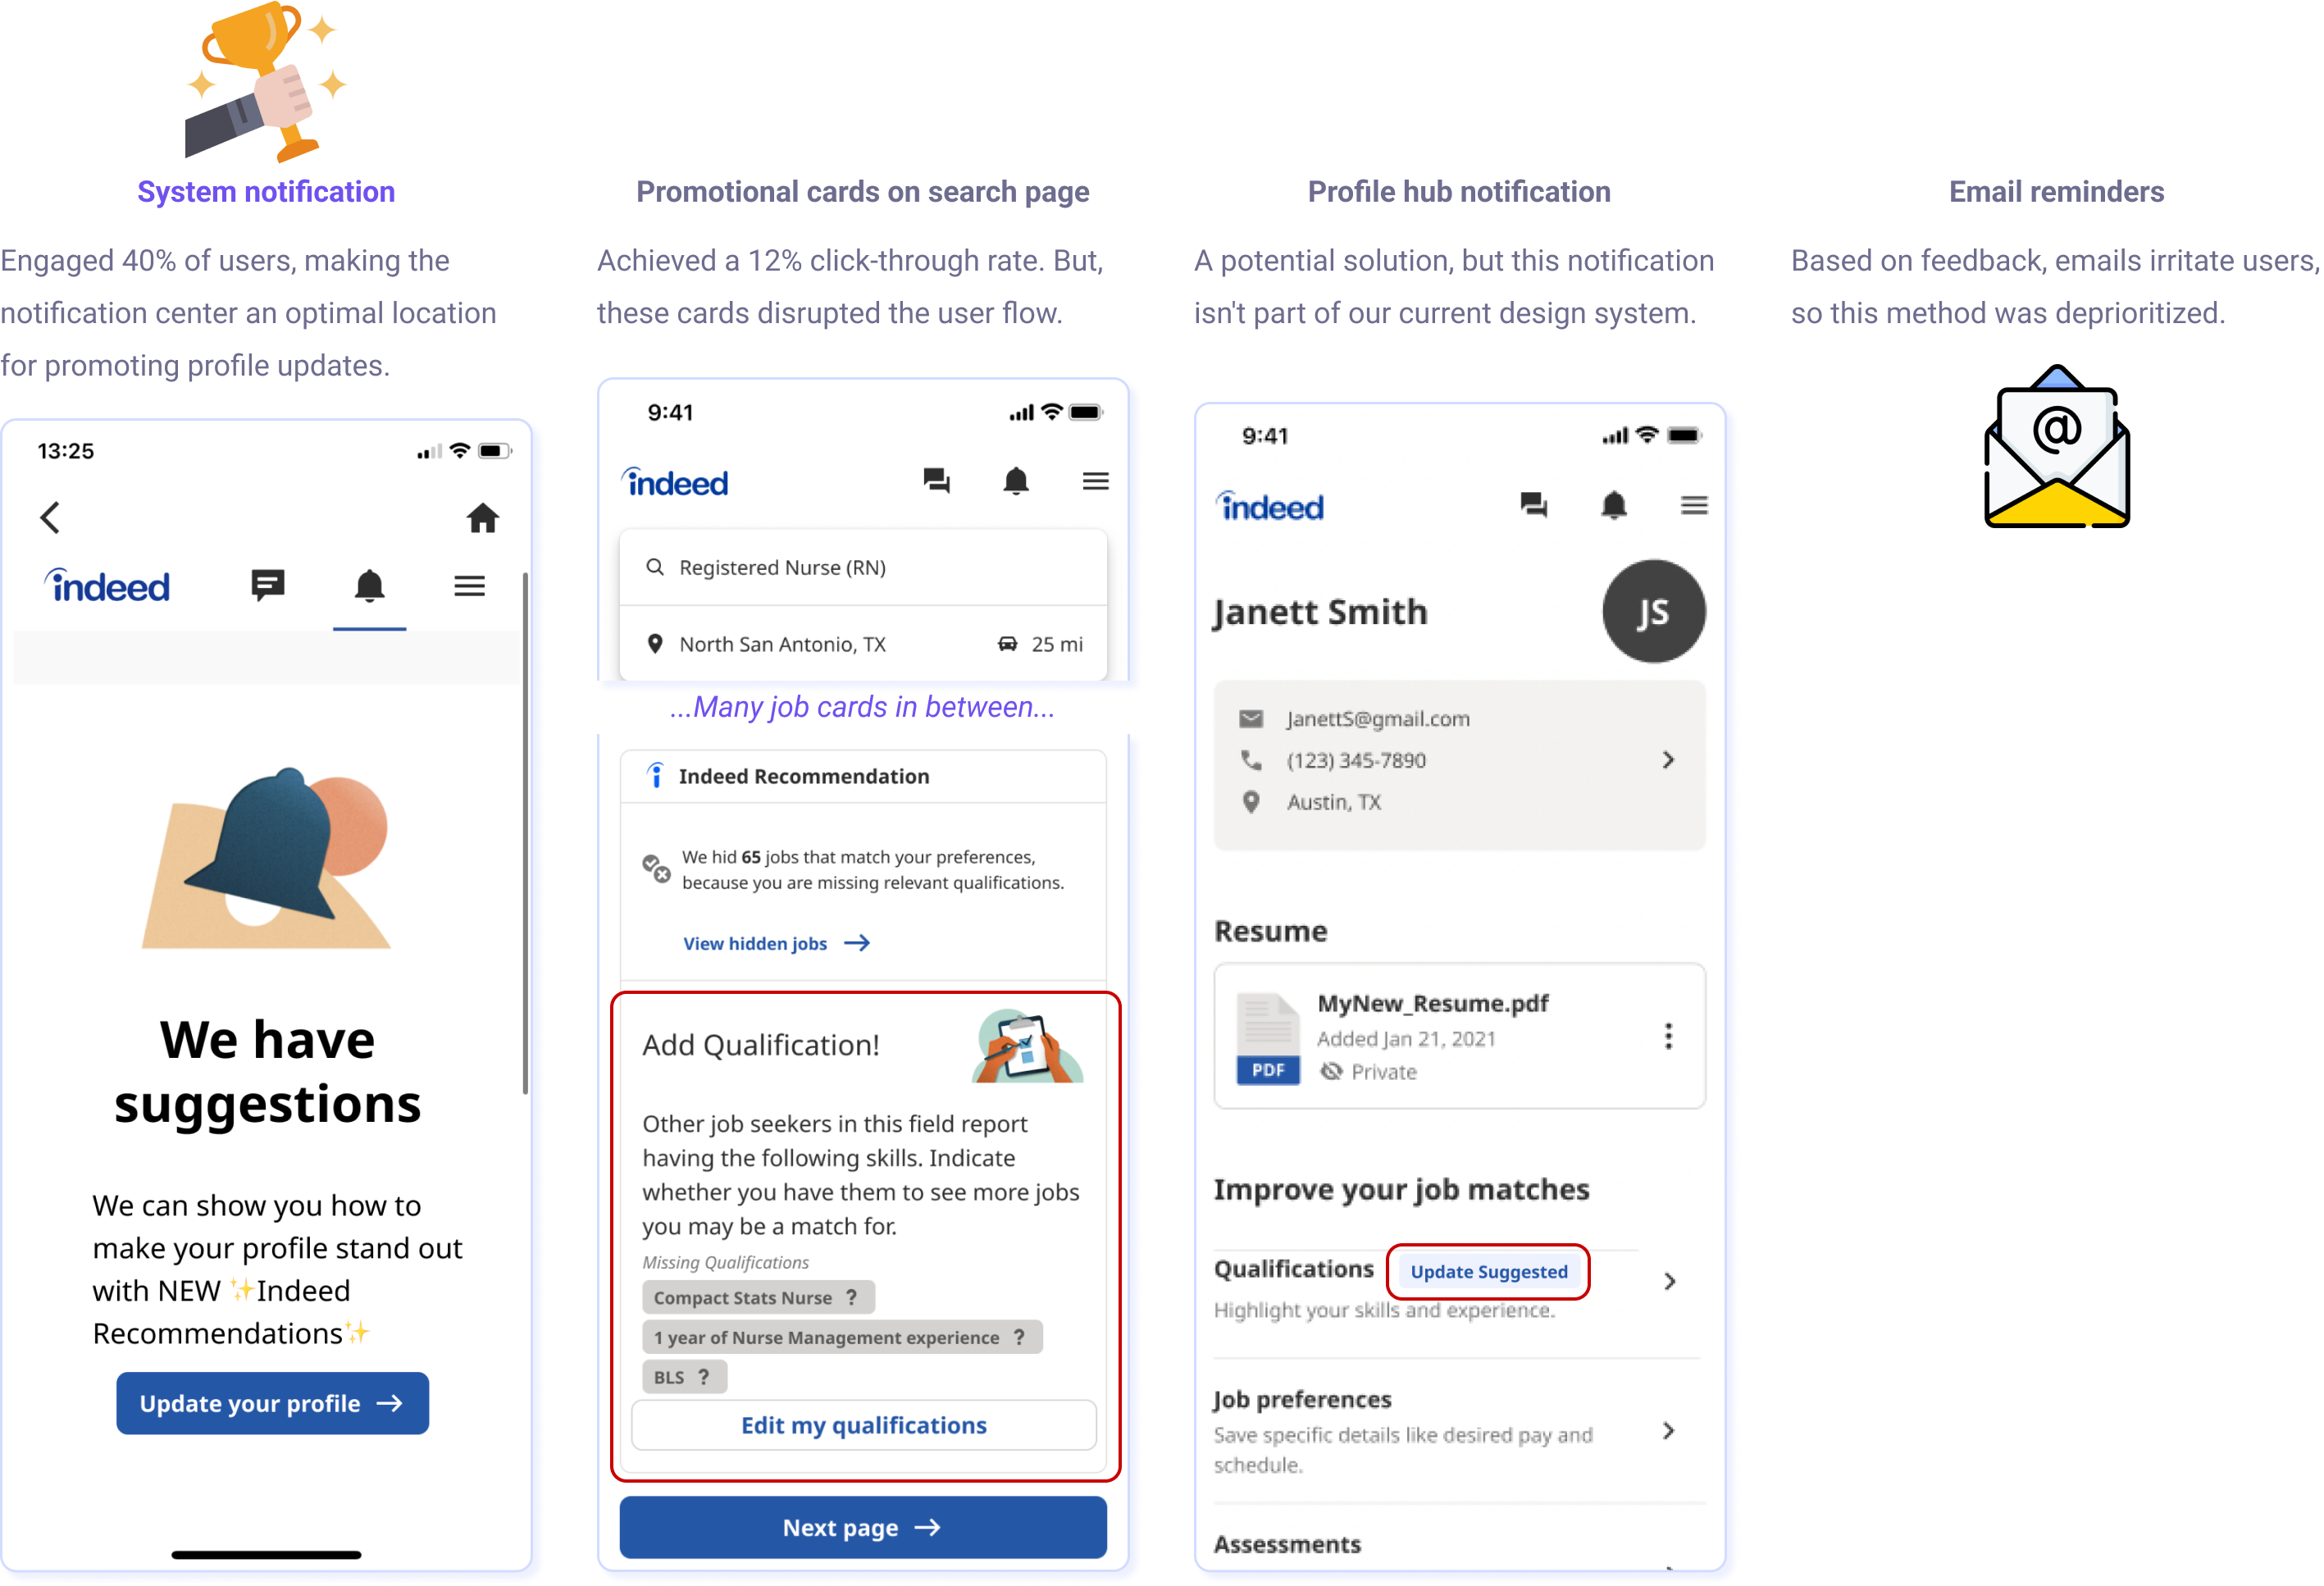 System notification
Engaged 40% of users, making the
notification center an optimal location
for promoting profile updates.
13:25
indeed
We have
suggestions
We can show you how to
make your profile stand out
with NEW ✨Indeed
Recommendations✨
Update your profile →
Promotional cards on search page
Achieved a 12% click-through rate. But,
these cards disrupted the user flow.
9:41
indeed
Registered Nurse (RN)
North San Antonio, TX 25 mi
...Many job cards in between...
i Indeed Recommendation
We hid 65 jobs that match your preferences,
because you are missing relevant qualifications.
View hidden jobs →
Add Qualification!
Other job seekers in this field report
having the following skills. Indicate
whether you have them to see more jobs
you may be a match for.
Missing Qualifications
Compact Stats Nurse ?
1 year of Nurse Management experience ?
BLS ?
Edit my qualifications
Next page →
Profile hub notification
A potential solution, but this notification
isn't part of our current design system.
9:41
indeed
Janett Smith
JS
JanettS@gmail.com
(123) 345-7890
Austin, TX
Resume
MyNew_Resume.pdf
Added Jan 21, 2021
PDF
Private
Improve your job matches
Qualifications Update Suggested
Highlight your skills and experience.
Job preferences
Save specific details like desired pay and
schedule.
Assessments
Email reminders
Based on feedback, emails irritate users,
so this method was deprioritized.
@